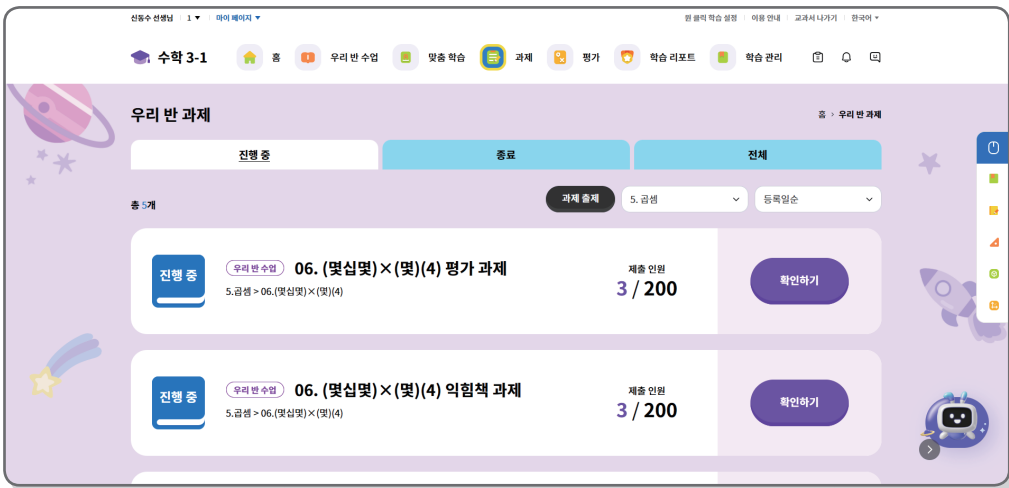 신동수 선생님 1 ▼ 마이 페이지 ▼ 원 클릭 학습 설정 이용 안내 교과서 나가기 한국어 ▾
수학 3-1 홈 우리 반 수업 맞춤 학습 과제 평가 학습 리포트 학습 관리
우리 반 과제 홈 > 우리 반 과제
진행 중 종료 전체
총 5개 과제 출제 5. 곱셈 등록일순
진행 중 우리 반 수업 06. (몇십몇)×(몇)(4) 평가 과제 제출 인원 확인하기
5.곱셈 > 06.(몇십몇)×(몇)(4) 3 / 200
진행 중 우리 반 수업 06. (몇십몇)×(몇)(4) 익힘책 과제 제출 인원 확인하기
5.곱셈 > 06.(몇십몇)×(몇)(4) 3 / 200